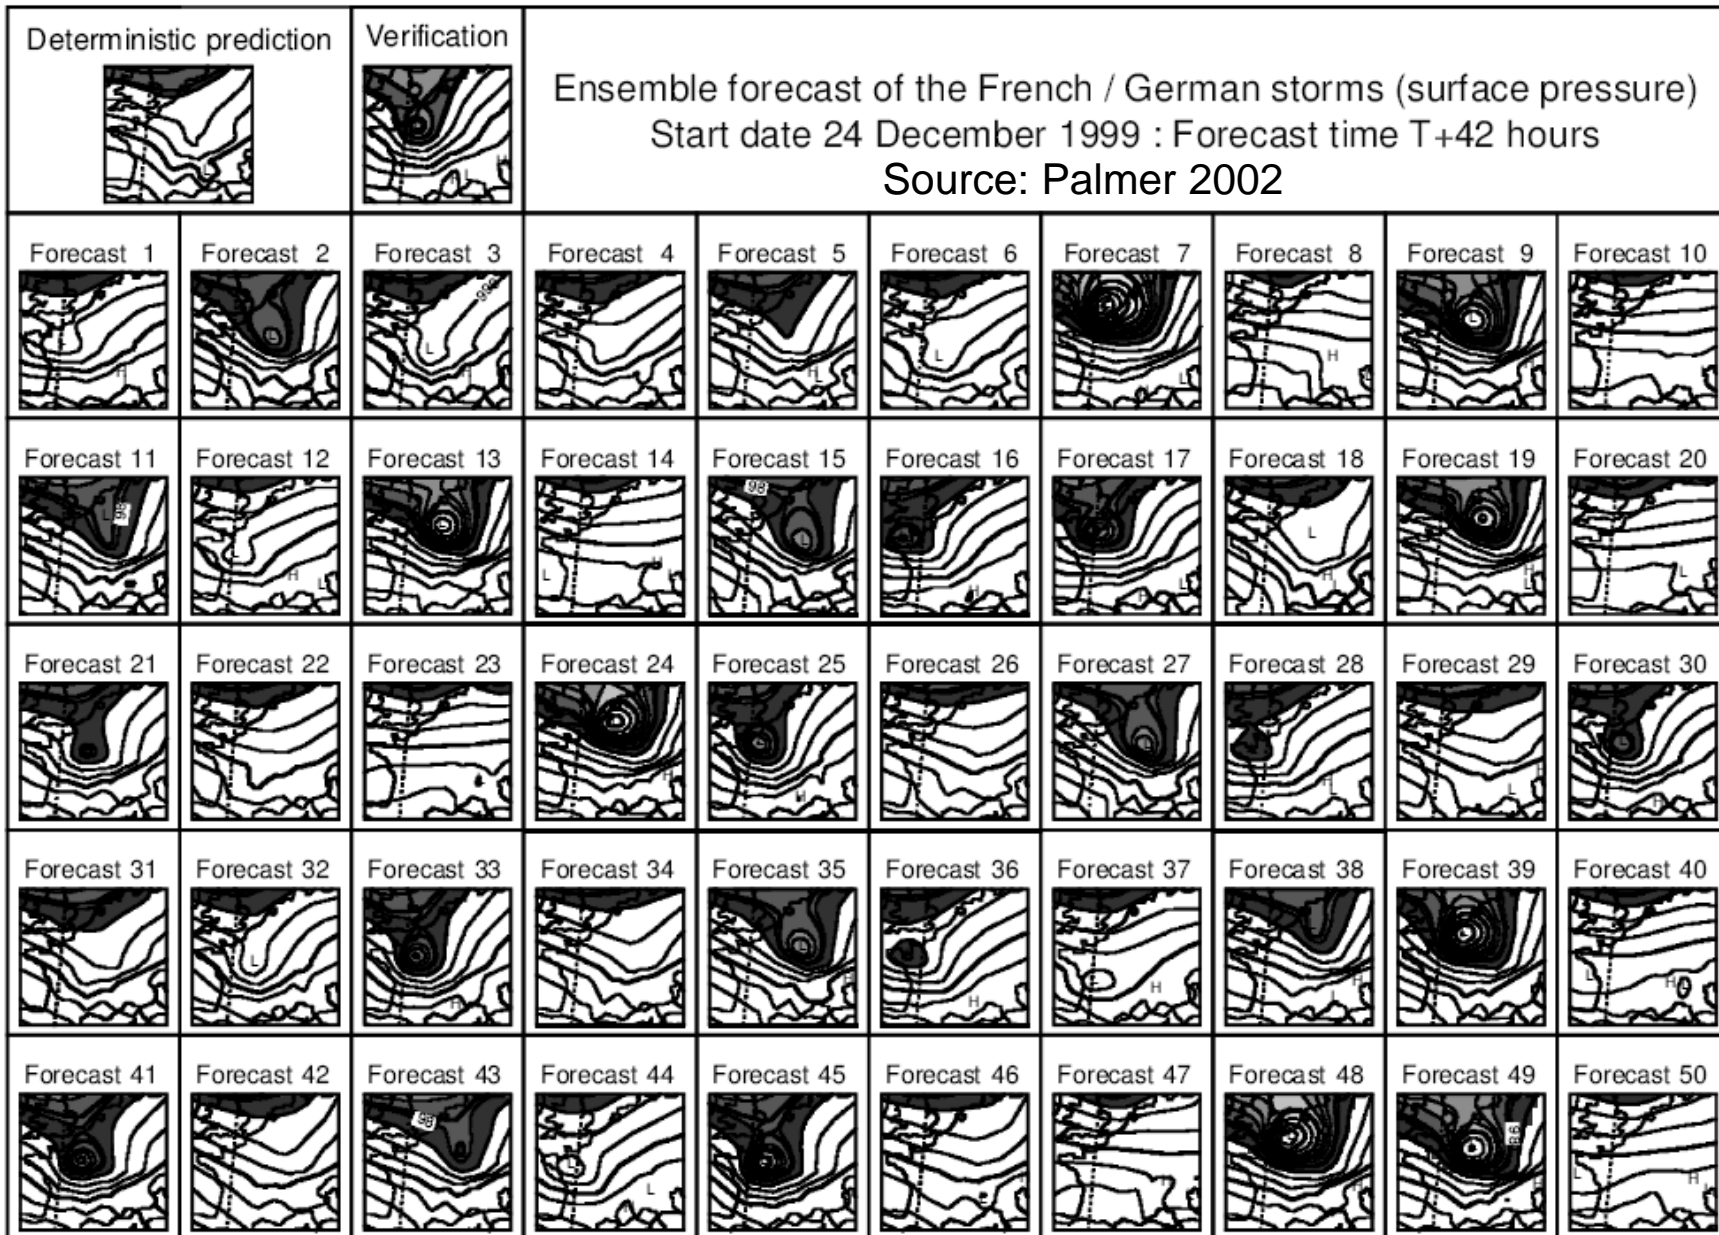 Deterministic prediction
Verification
Ensemble forecast of the French / German storms (surface pressure)
Start date 24 December 1999 : Forecast time T+42 hours
Source: Palmer 2002
Forecast 1
Forecast 2
Forecast 3
Forecast 4
Forecast 5
Forecast 6
Forecast 7
Forecast 8
Forecast 9
Forecast 10
Forecast 11
Forecast 12
Forecast 13
Forecast 14
Forecast 15
Forecast 16
Forecast 17
Forecast 18
Forecast 19
Forecast 20
Forecast 21
Forecast 22
Forecast 23
Forecast 24
Forecast 25
Forecast 26
Forecast 27
Forecast 28
Forecast 29
Forecast 30
Forecast 31
Forecast 32
Forecast 33
Forecast 34
Forecast 35
Forecast 36
Forecast 37
Forecast 38
Forecast 39
Forecast 40
Forecast 41
Forecast 42
Forecast 43
Forecast 44
Forecast 45
Forecast 46
Forecast 47
Forecast 48
Forecast 49
Forecast 50